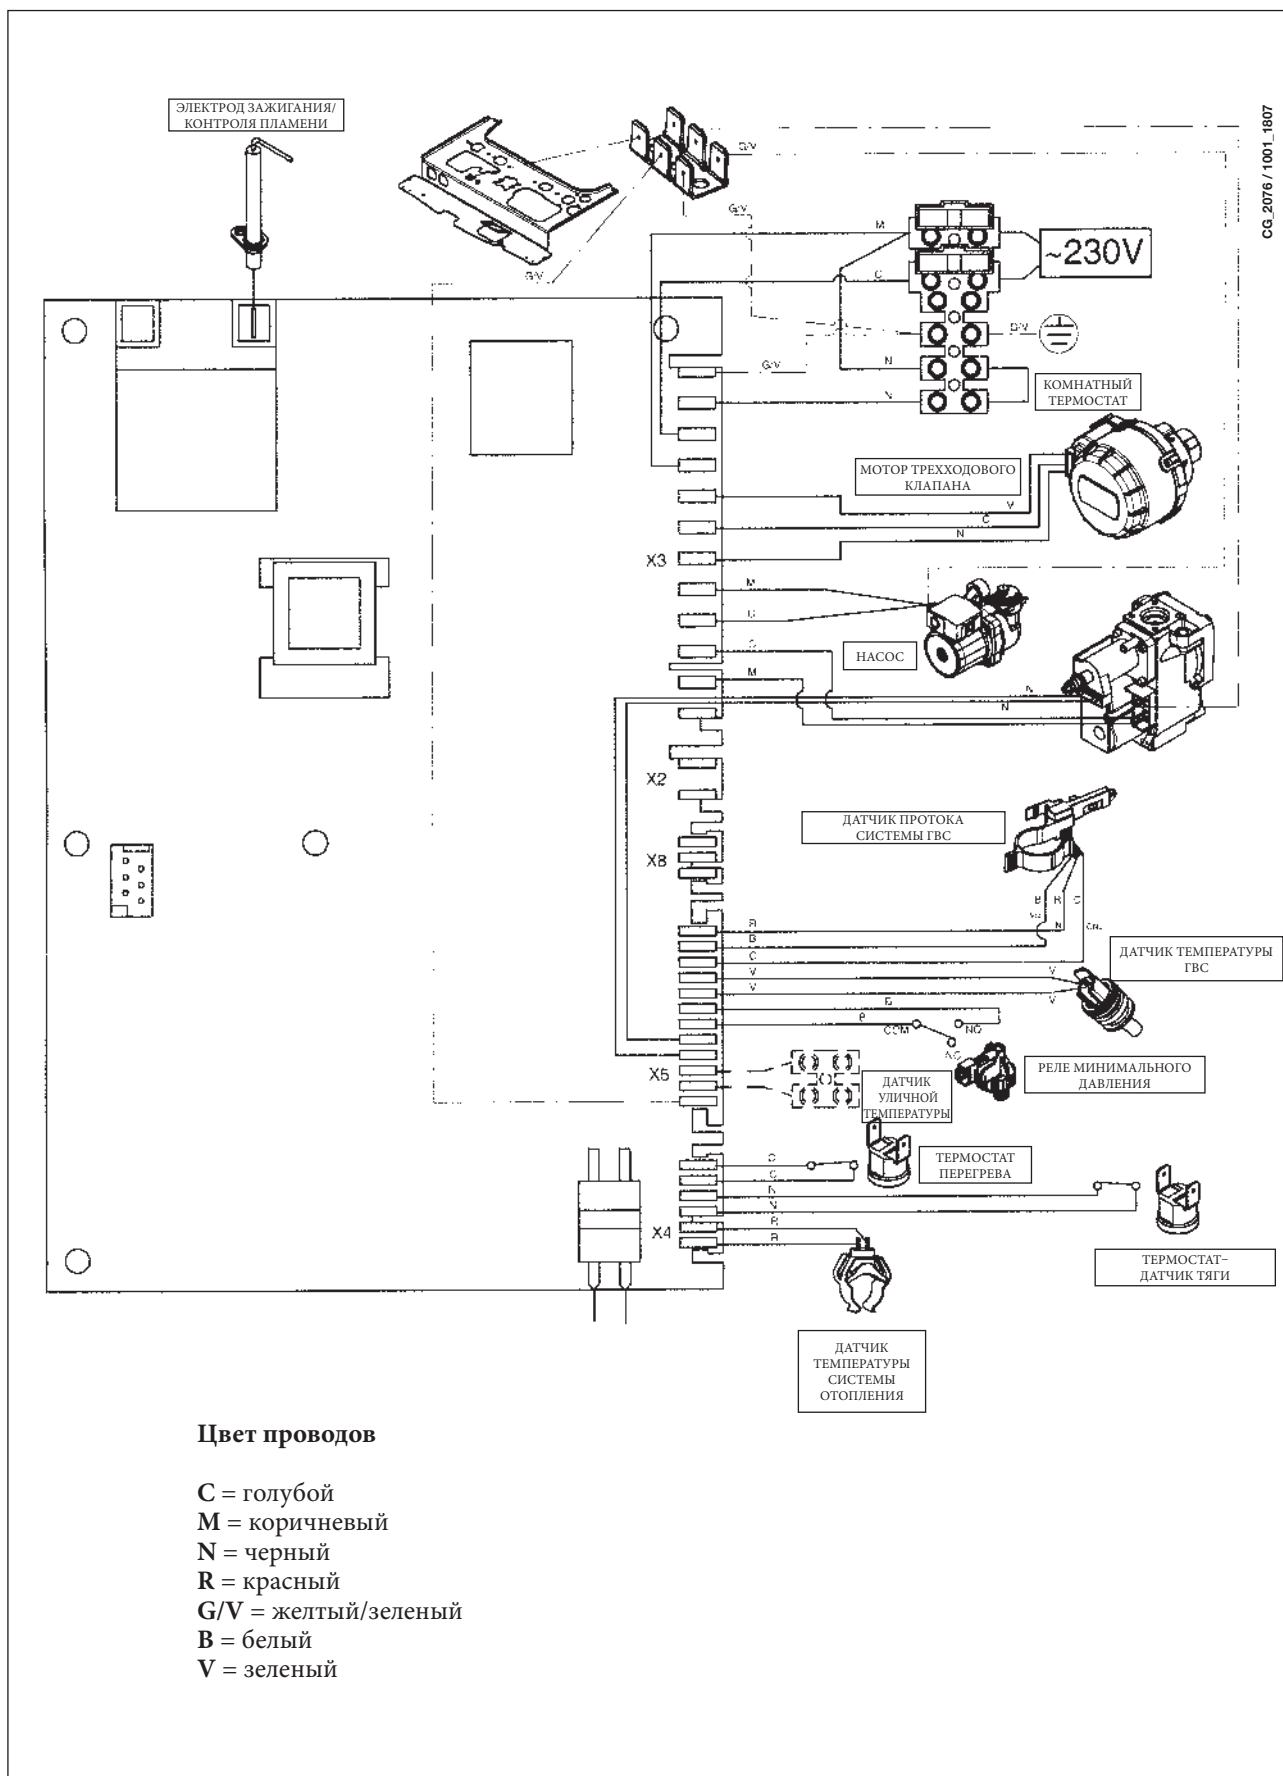 ЭЛЕКТРОД ЗАЖИГАНИЯ/
КОНТРОЛЯ ПЛАМЕНИ
CG_2076 / 1001_1807
G/V
G/V
G/V
M
C
~230V
G/V
G/V
N
N
КОМНАТНЫЙ
ТЕРМОСТАТ
МОТОР ТРЕХХОДОВОГО
КЛАПАНА
V
C
N
X3
M
НАСОС
M
N
N
X2
ДАТЧИК ПРОТОКА
СИСТЕМЫ ГВС
X8
B R C
B
C
V
V
N
ДАТЧИК ТЕМПЕРАТУРЫ
ГВС
V
V
B
COM
NO
РЕЛЕ МИНИМАЛЬНОГО
ДАВЛЕНИЯ
X5
ДАТЧИК
УЛИЧНОЙ
ТЕМПЕРАТУРЫ
ТЕРМОСТАТ
ПЕРЕГРЕВА
C
N
N
X4
R
R
ТЕРМОСТАТ–
ДАТЧИК ТЯГИ
ДАТЧИК
ТЕМПЕРАТУРЫ
СИСТЕМЫ
ОТОПЛЕНИЯ
Цвет проводов
C = голубой
M = коричневый
N = черный
R = красный
G/V = желтый/зеленый
B = белый
V = зеленый